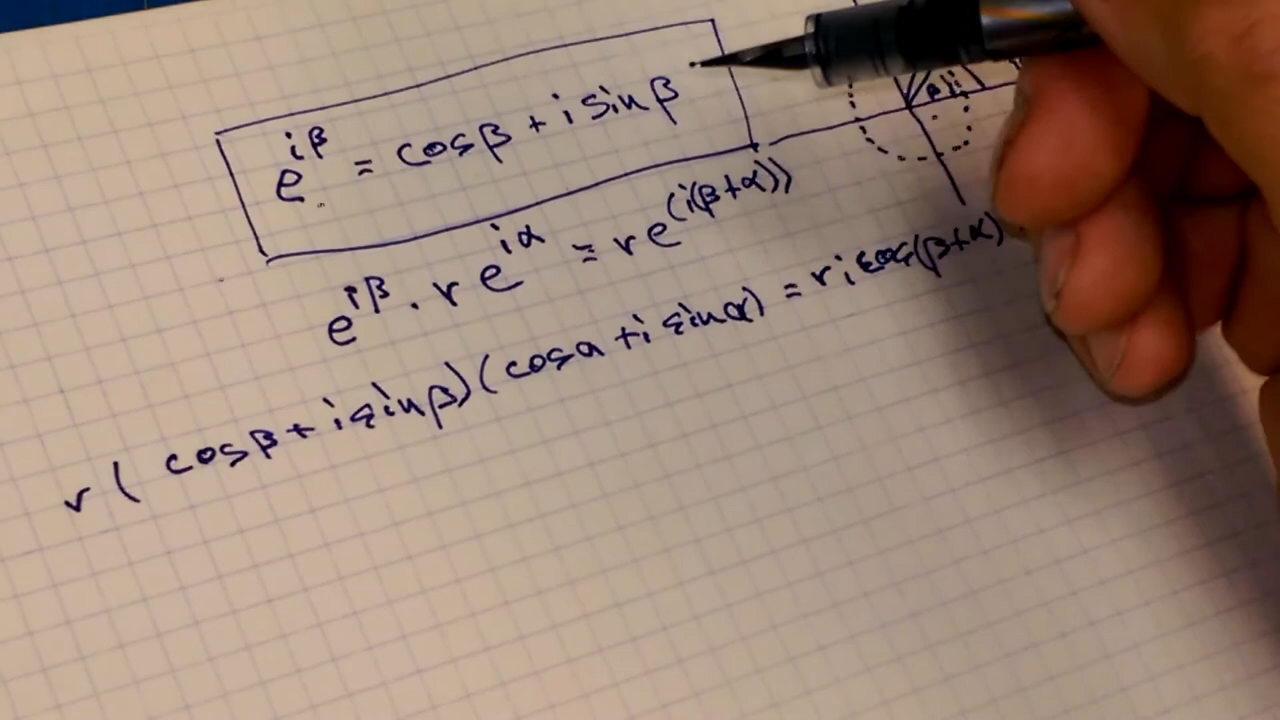 e^{iβ} = cosβ + i sinβ
e^{iβ} · r e^{iα} = r e^{(i(β+α))}
r ( cosβ + i sinβ)(cosα + i sinα) = r i cos(β+α)
β